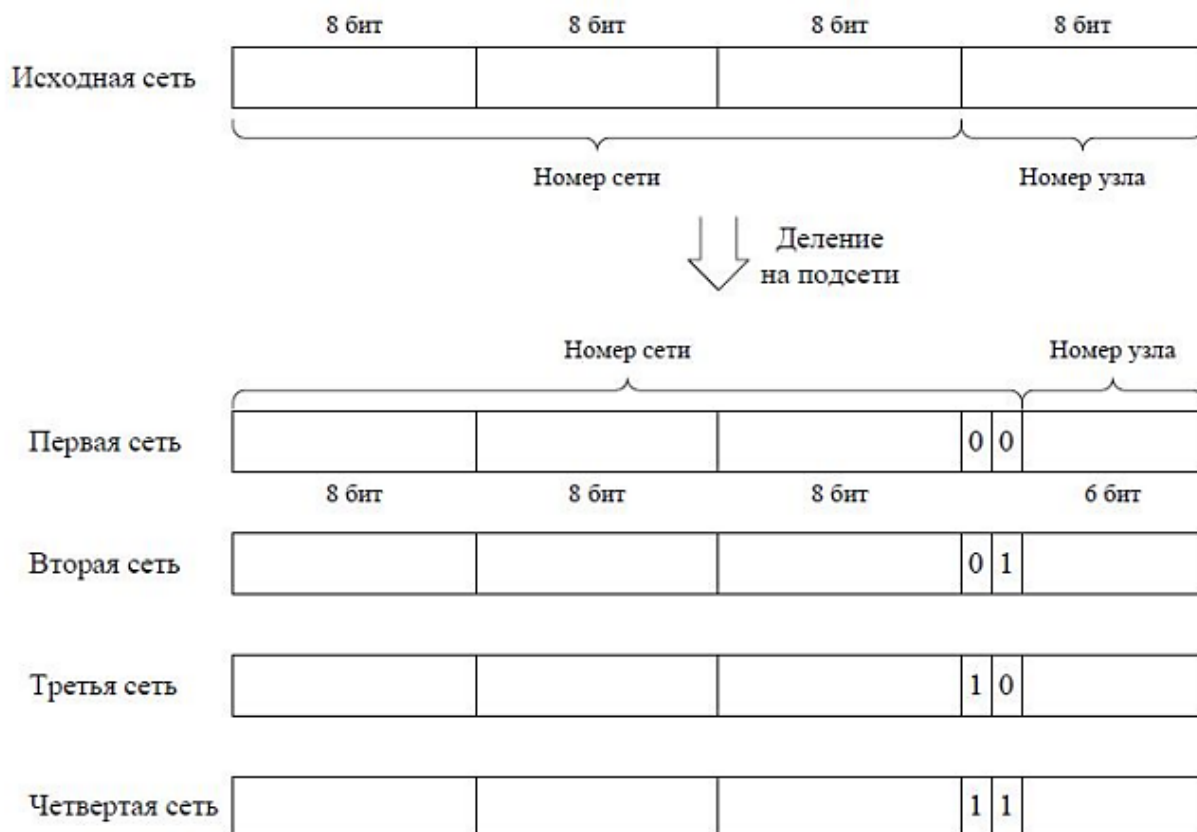 8 бит 8 бит 8 бит 8 бит
Исходная сеть
Номер сети Номер узла
Деление
на подсети
Номер сети Номер узла
Первая сеть 0 0
8 бит 8 бит 8 бит 6 бит
Вторая сеть 0 1
Третья сеть 1 0
Четвертая сеть 1 1